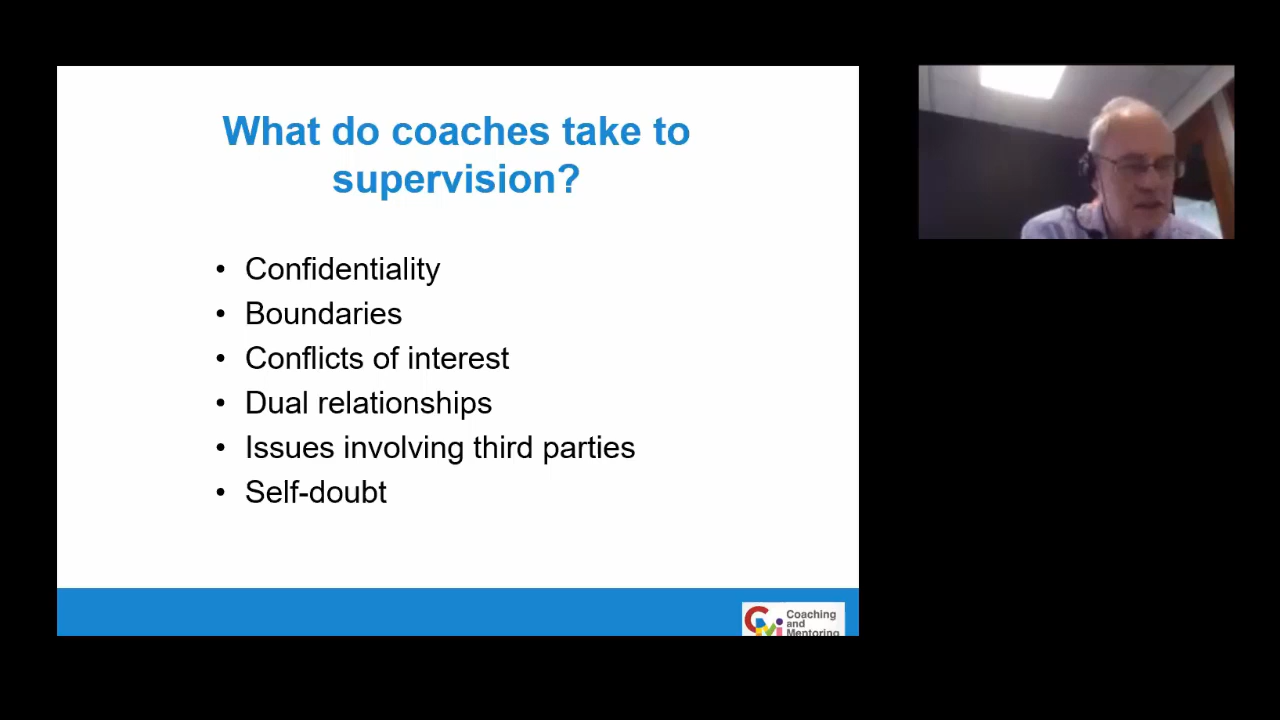 What do coaches take to
supervision?
• Confidentiality
• Boundaries
• Conflicts of interest
• Dual relationships
• Issues involving third parties
• Self-doubt
Coaching
and
Mentoring